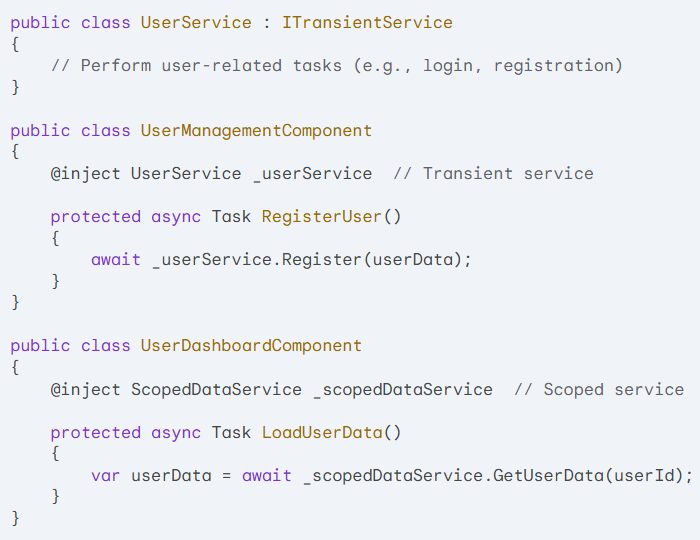 public class UserService : ITransientService
{
    // Perform user-related tasks (e.g., login, registration)
}

public class UserManagementComponent
{
    @inject UserService _userService  // Transient service

    protected async Task RegisterUser()
    {
        await _userService.Register(userData);
    }
}

public class UserDashboardComponent
{
    @inject ScopedDataService _scopedDataService  // Scoped service

    protected async Task LoadUserData()
    {
        var userData = await _scopedDataService.GetUserData(userId);
    }
}